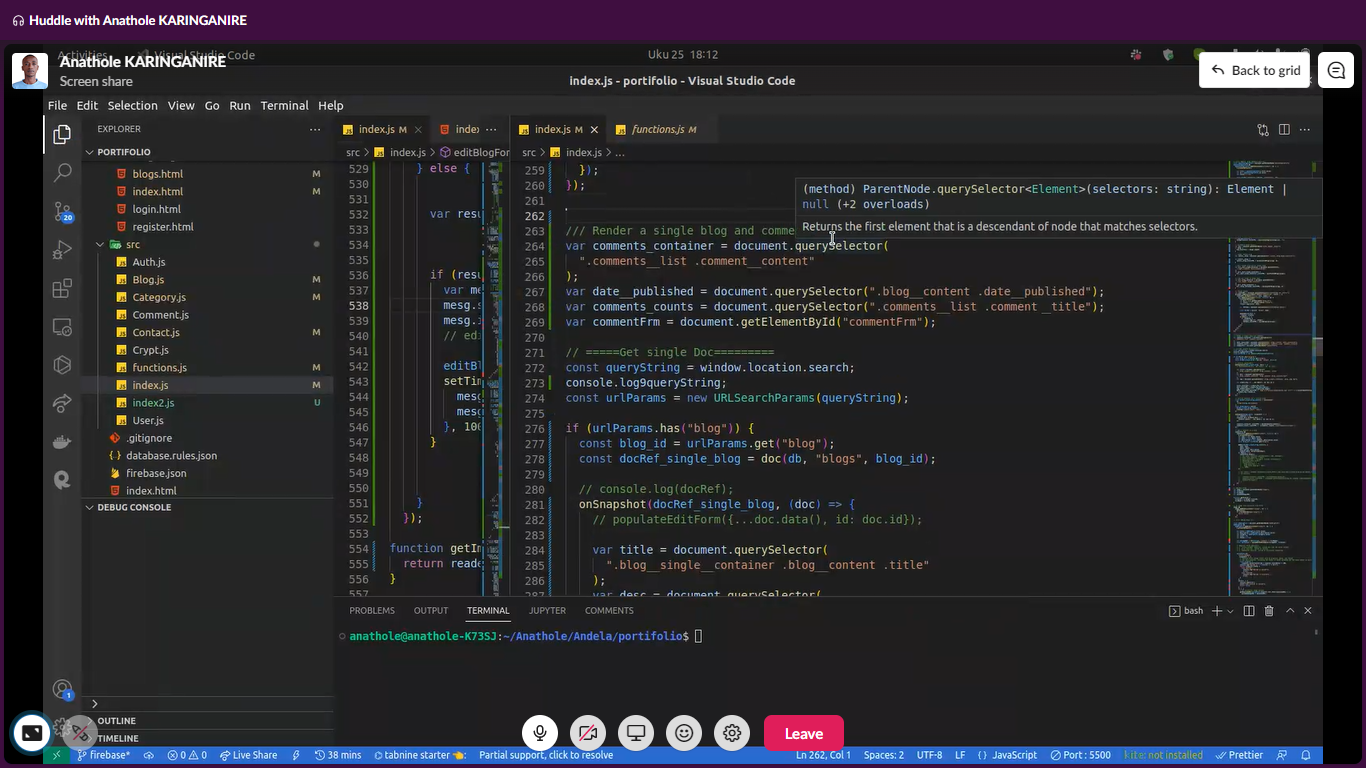 Huddle with Anathole KARINGANIRE
Activities Visual Studio Code
Uku 25 18:12
Anathole KARINGANIRE
Screen share
Back to grid
index.js - portifolio - Visual Studio Code
File Edit Selection View Go Run Terminal Help
EXPLORER
PORTIFOLIO
blogs.html M
index.html M
login.html
register.html
src
Auth.js
Blog.js M
Category.js M
Comment.js
Contact.js M
Crypt.js
functions.js M
index.js M
index2.js U
User.js
.gitignore
database.rules.json
firebase.json
index.html
DEBUG CONSOLE
OUTLINE
TIMELINE
index.js M
index
src > index.js > editBlogFor
529 } else {
530
531
532 var resu
533
534
535
536 if (resu
537 var me
538 mesg.s
539 mesg.i
540 // edi
541
542 editBl
543 setTim
544 mesg
545 mesg
546 }, 100
547 }
548
549
550
551 }
552 });
553
554 function getIm
555 return reade
556 }
557
index.js M
functions.js M
src > index.js > ...
259 });
260 });
261
262
263 /// Render a single blog and comme
264 var comments_container = document.querySelector(
265 ".comments__list .comment__content"
266 );
267 var date__published = document.querySelector(".blog__content .date__published");
268 var comments_counts = document.querySelector(".comments__list .comment__title");
269 var commentFrm = document.getElementById("commentFrm");
270
271 // =====Get single Doc=========
272 const queryString = window.location.search;
273 console.log9queryString;
274 const urlParams = new URLSearchParams(queryString);
275
276 if (urlParams.has("blog")) {
277 const blog_id = urlParams.get("blog");
278 const docRef_single_blog = doc(db, "blogs", blog_id);
279
280 // console.log(docRef);
281 onSnapshot(docRef_single_blog, (doc) => {
282 // populateEditForm({...doc.data(), id: doc.id});
283
284 var title = document.querySelector(
285 ".blog__single__container .blog__content .title"
286 );
287 var desc = document.querySelector(
(method) ParentNode.querySelector<Element>(selectors: string): Element |
null (+2 overloads)
Returns the first element that is a descendant of node that matches selectors.
PROBLEMS OUTPUT TERMINAL JUPYTER COMMENTS
bash
anathole@anathole-K73SJ:~/Anathole/Andela/portifolio$
20
1
Leave
firebase* 0 0 Live Share 38 mins tabnine starter Partial support, click to resolve
Ln 262, Col 1 Spaces: 2 UTF-8 LF {} JavaScript Port : 5500 kite: not installed Prettier